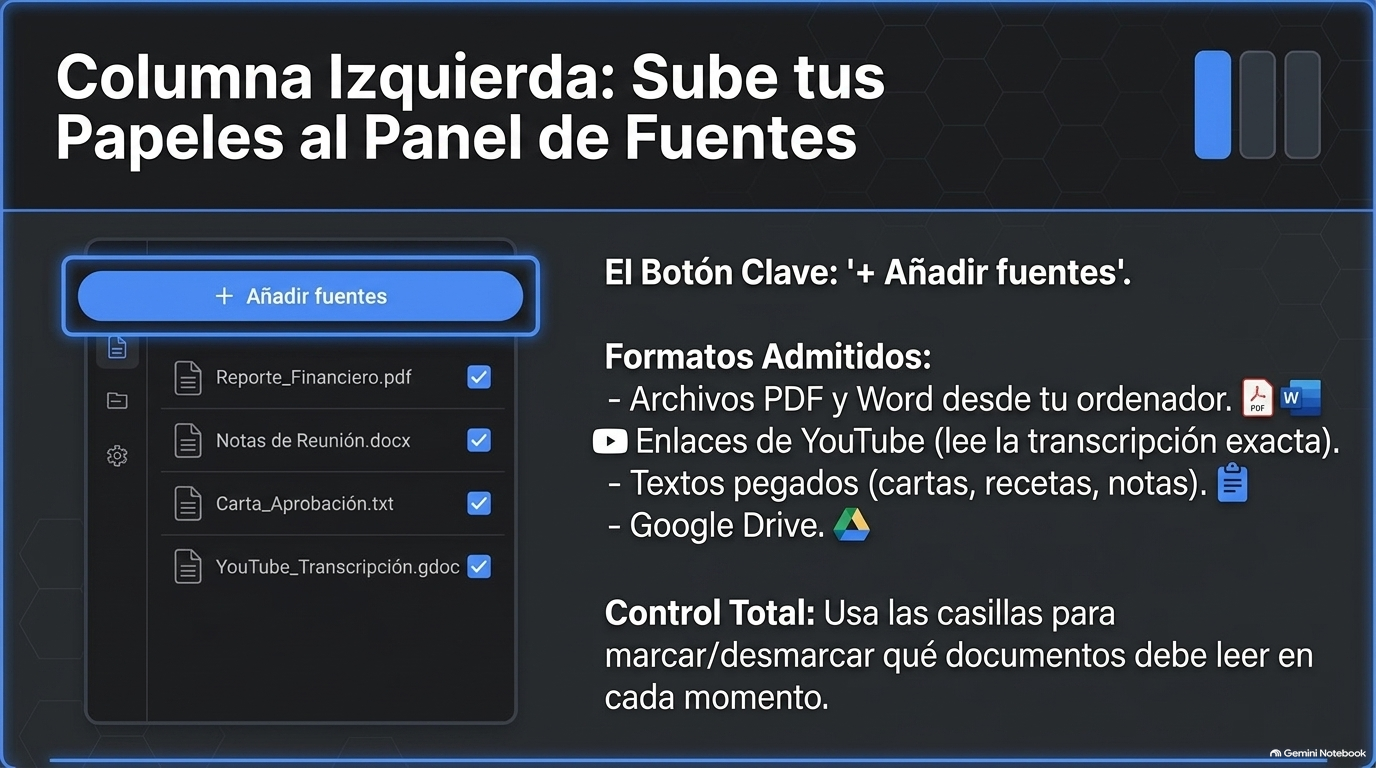 Columna Izquierda: Sube tus
Papeles al Panel de Fuentes
+ Añadir fuentes
Reporte_Financiero.pdf
Notas de Reunión.docx
Carta_Aprobación.txt
YouTube_Transcripción.gdoc
El Botón Clave: '+ Añadir fuentes'.
Formatos Admitidos:
- Archivos PDF y Word desde tu ordenador. PDF W
Enlaces de YouTube (lee la transcripción exacta).
- Textos pegados (cartas, recetas, notas).
- Google Drive.
Control Total: Usa las casillas para
marcar/desmarcar qué documentos debe leer en
cada momento.
Gemini Notebook